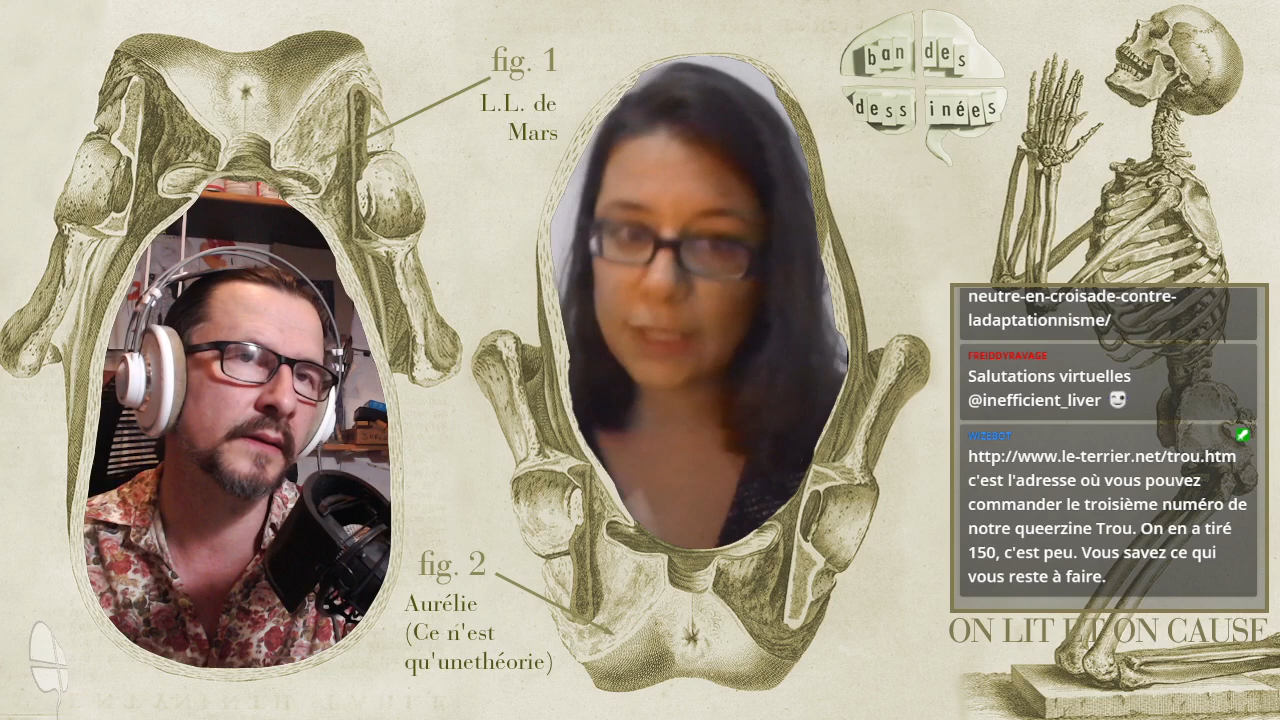 fig. 1
L.L. de
Mars
ban des
dess inées
neutre-en-croisade-contre-
ladaptationnisme/
FREIDDYRAVAGE
Salutations virtuelles
@inefficient_liver
WIZEBOT
http://www.le-terrier.net/trou.htm
c'est l'adresse où vous pouvez
commander le troisième numéro de
notre queerzine Trou. On en a tiré
150, c'est peu. Vous savez ce qui
vous reste à faire.
fig. 2
Aurélie
(Ce n'est
qu'unethéorie)
ON LIT ET ON CAUSE